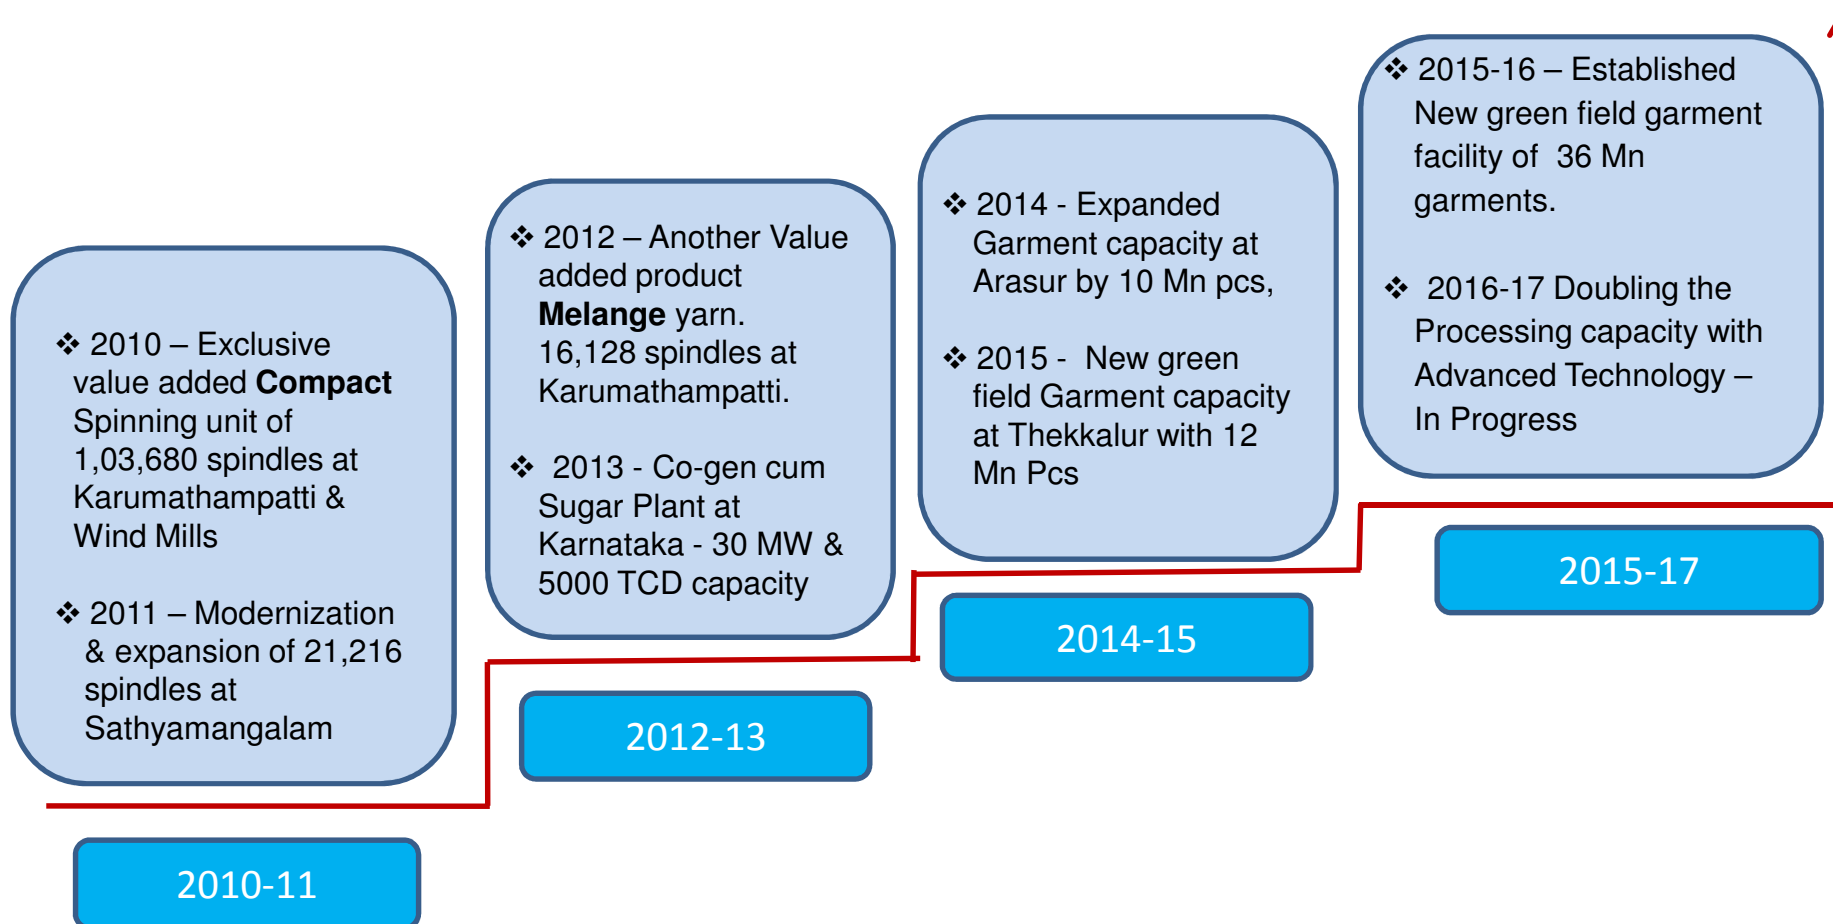 ❖ 2010 – Exclusive
value added Compact
Spinning unit of
1,03,680 spindles at
Karumathampatti &
Wind Mills
❖ 2011 – Modernization
& expansion of 21,216
spindles at
Sathyamangalam
2010-11
❖ 2012 – Another Value
added product
Melange yarn.
16,128 spindles at
Karumathampatti.
❖ 2013 - Co-gen cum
Sugar Plant at
Karnataka - 30 MW &
5000 TCD capacity
2012-13
❖ 2014 - Expanded
Garment capacity at
Arasur by 10 Mn pcs,
❖ 2015 - New green
field Garment capacity
at Thekkalur with 12
Mn Pcs
2014-15
❖ 2015-16 – Established
New green field garment
facility of 36 Mn
garments.
❖ 2016-17 Doubling the
Processing capacity with
Advanced Technology –
In Progress
2015-17